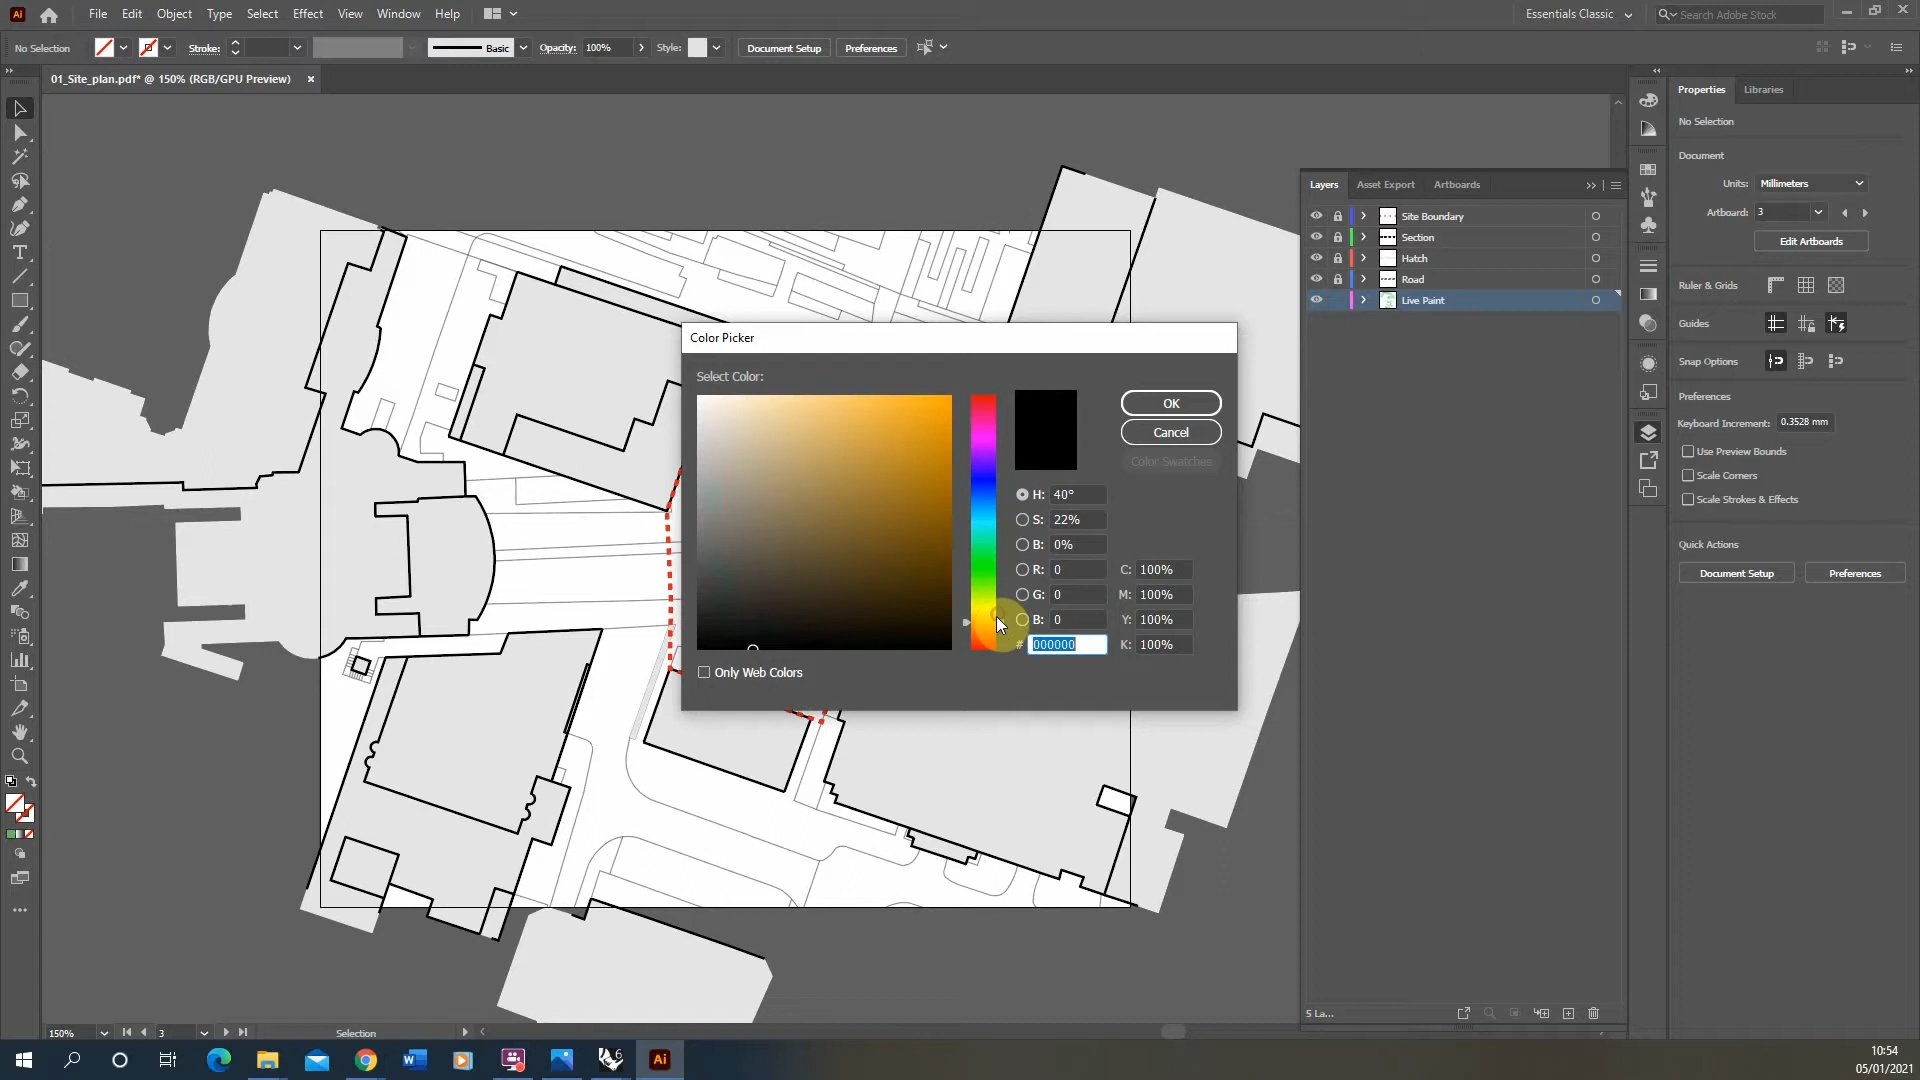 Ai File Edit Object Type Select Effect View Window Help Essentials Classic Search Adobe Stock
No Selection Stroke: Basic Opacity: 100% Style: Document Setup Preferences
01_Site_plan.pdf* @ 150% (RGB/GPU Preview)
Properties Libraries
No Selection
Document
Units: Millimeters
Artboard: 3
Edit Artboards
Ruler & Grids
Guides
Snap Options
Preferences
Keyboard Increment: 0.3528 mm
Use Preview Bounds
Scale Corners
Scale Strokes & Effects
Quick Actions
Document Setup Preferences
Layers Asset Export Artboards
Site Boundary
Section
Hatch
Road
Live Paint
5 La...
Color Picker
Select Color:
OK
Cancel
Color Swatches
H: 40°
S: 22%
B: 0%
R: 0 C: 100%
G: 0 M: 100%
B: 0 Y: 100%
# 000000 K: 100%
Only Web Colors
150% 3 Selection
6 Ai
10:54
05/01/2021